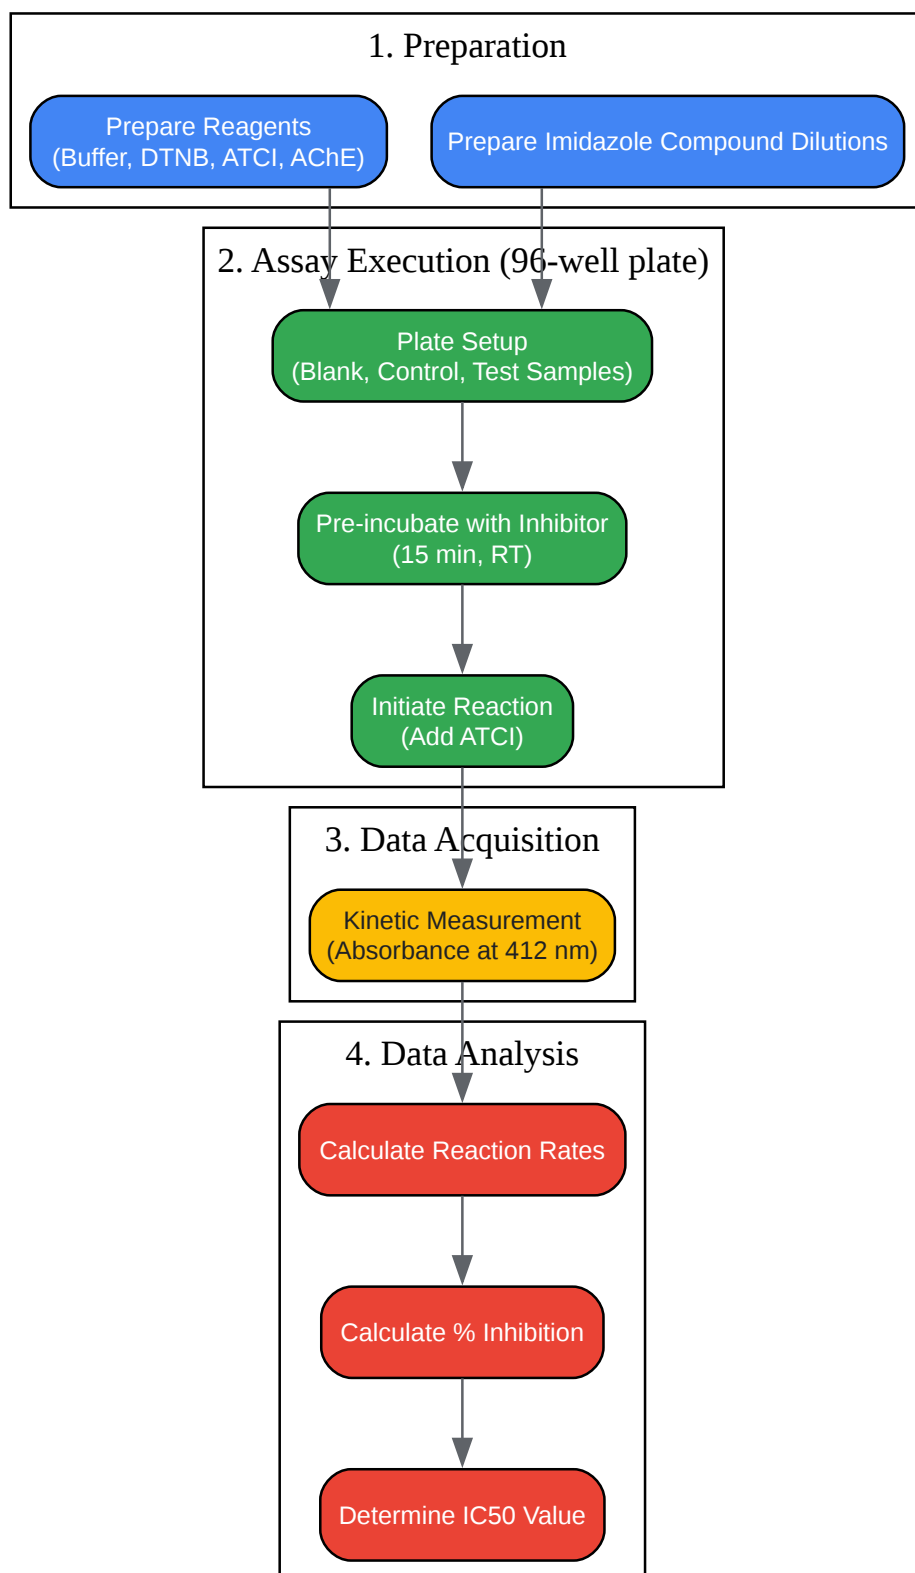 1. Preparation
Prepare Reagents
(Buffer, DTNB, ATCI, AChE)
Prepare Imidazole Compound Dilutions
2. Assay Execution (96-well plate)
Plate Setup
(Blank, Control, Test Samples)
Pre-incubate with Inhibitor
(15 min, RT)
Initiate Reaction
(Add ATCI)
3. Data Acquisition
Kinetic Measurement
(Absorbance at 412 nm)
4. Data Analysis
Calculate Reaction Rates
Calculate % Inhibition
Determine IC50 Value